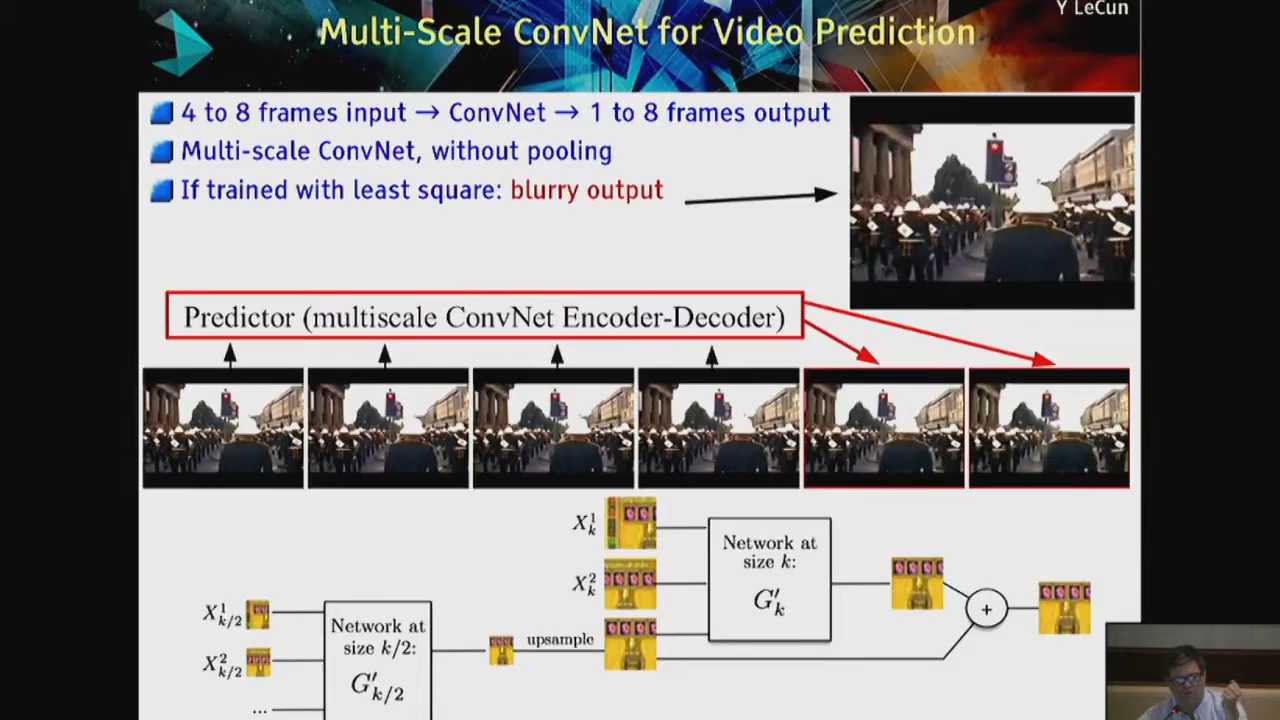 Y LeCun
Multi-Scale ConvNet for Video Prediction
4 to 8 frames input → ConvNet → 1 to 8 frames output
Multi-scale ConvNet, without pooling
If trained with least square: blurry output
Predictor (multiscale ConvNet Encoder-Decoder)
X¹ₖ
X²ₖ
Network at
size k:
G′ₖ
+
upsample
X¹ₖ/₂
X²ₖ/₂
...
Network at
size k/2:
G′ₖ/₂